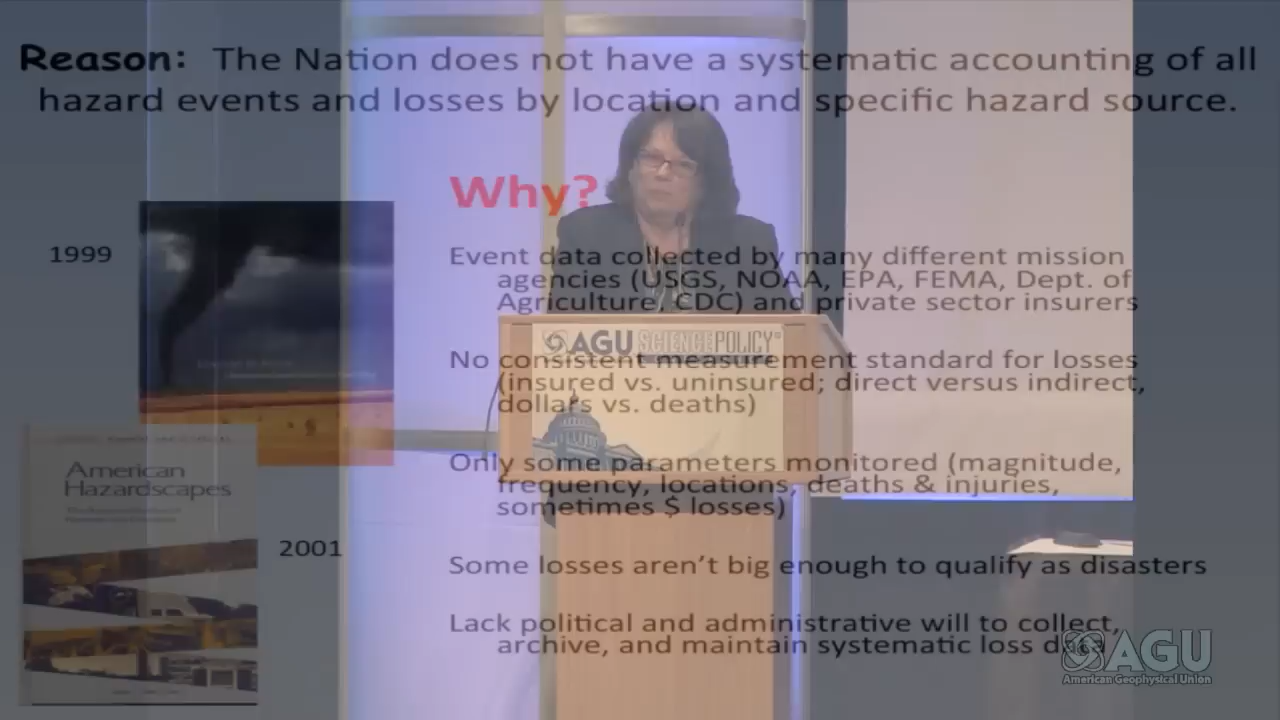 Reason: The Nation does not have a systematic accounting of all
hazard events and losses by location and specific hazard source.
Why?
1999
Event data collected by many different mission
agencies (USGS, NOAA, EPA, FEMA, Dept. of
Agriculture, CDC) and private sector insurers
AGU SCIENCEPOLICY
No consistent measurement standard for losses
(insured vs. uninsured; direct versus indirect,
dollars vs. deaths)
American
Hazardscapes
Only some parameters monitored (magnitude,
frequency, locations, deaths & injuries,
sometimes $ losses)
2001
Some losses aren't big enough to qualify as disasters
Lack political and administrative will to collect,
archive, and maintain systematic loss data
AGU
American Geophysical Union